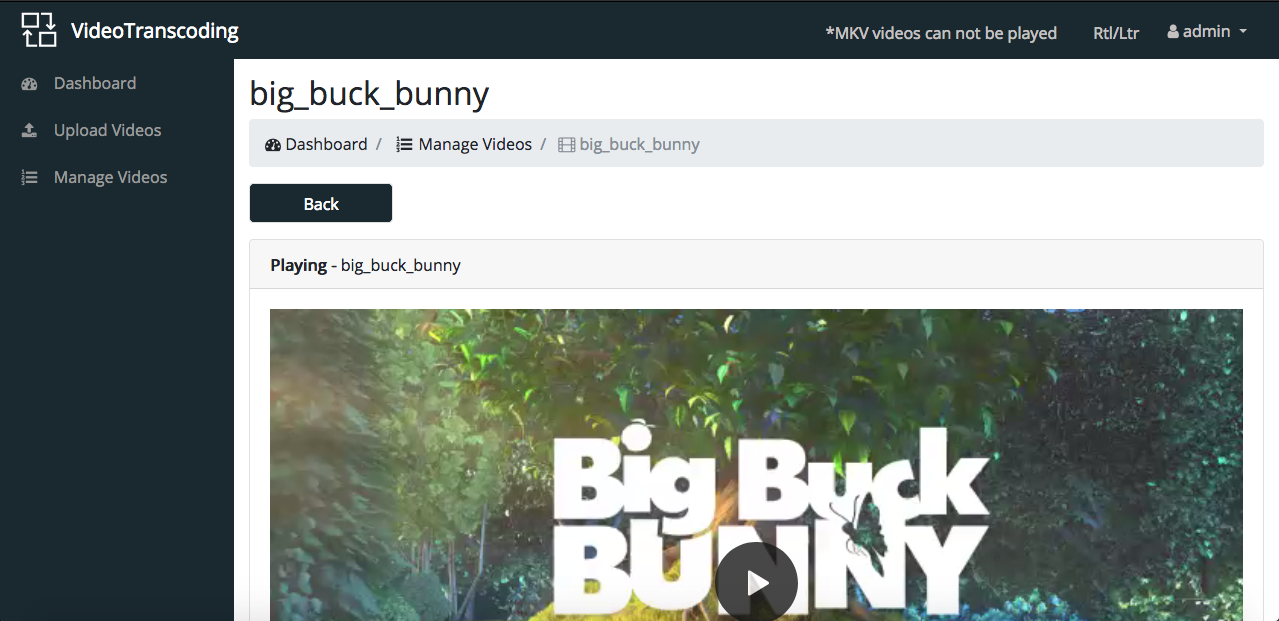 VideoTranscoding
*MKV videos can not be played
Rtl/Ltr
admin
Dashboard
Upload Videos
Manage Videos
big_buck_bunny
Dashboard / Manage Videos / big_buck_bunny
Back
Playing - big_buck_bunny
Big Buck
BUNNY